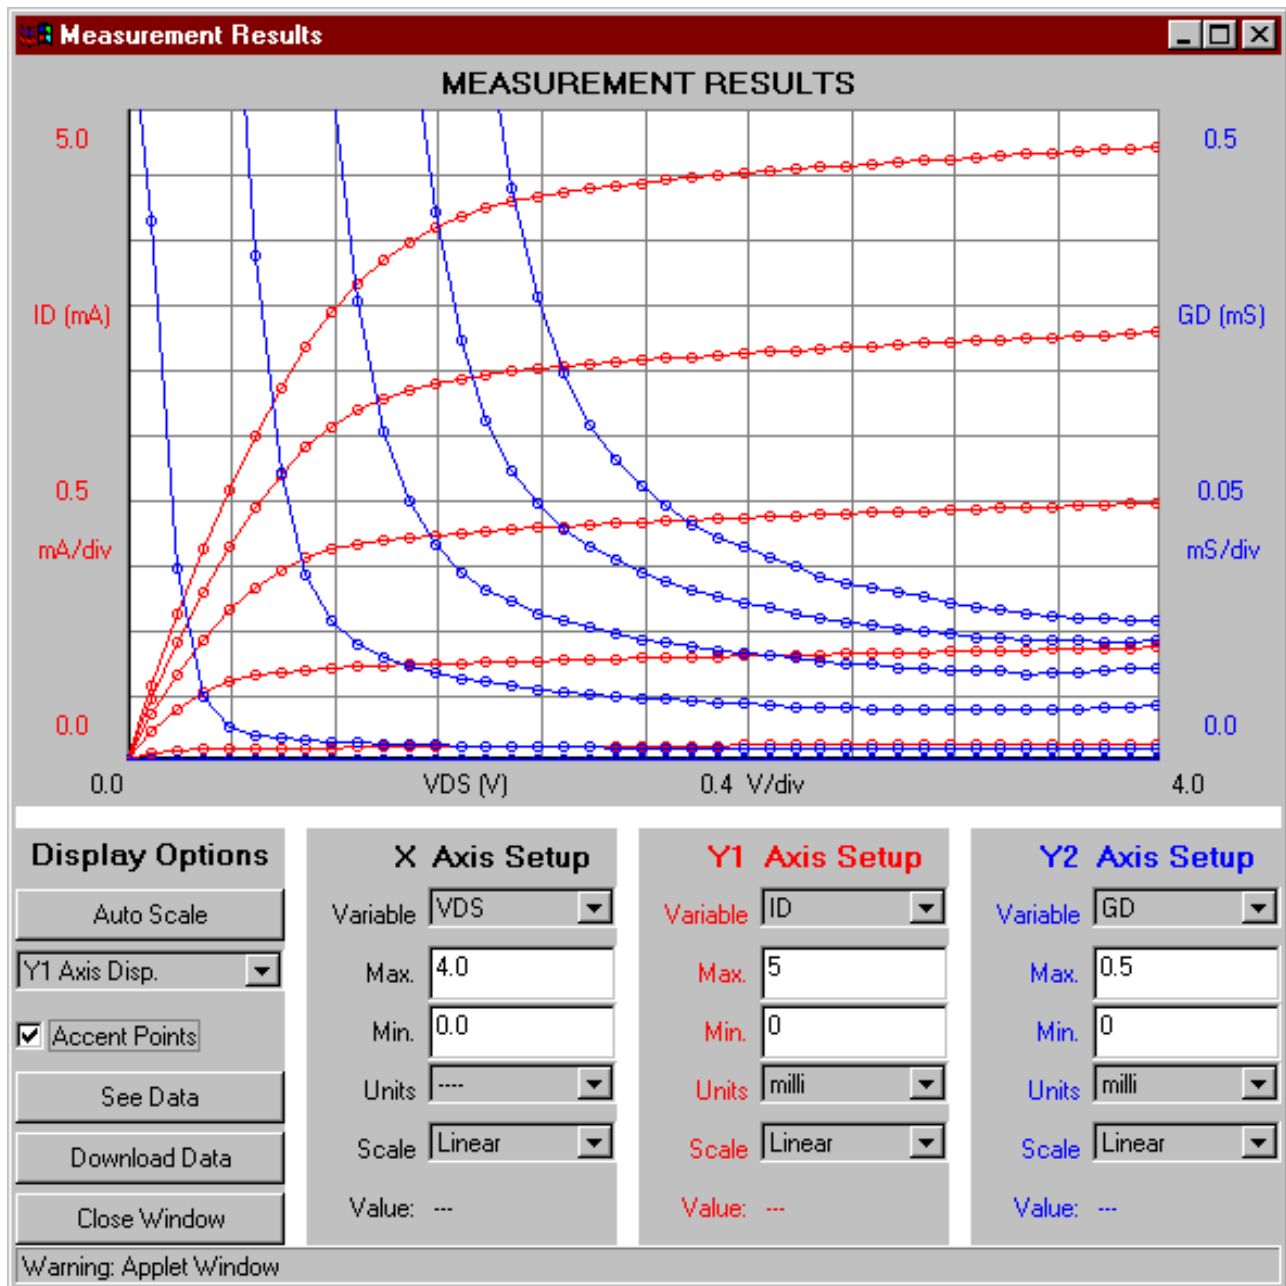 Measurement Results
MEASUREMENT RESULTS
5.0
0.5
ID (mA)
GD (mS)
0.5
0.05
mA/div
mS/div
0.0
0.0
0.0 VDS (V) 0.4 V/div 4.0
Display Options
Auto Scale
Y1 Axis Disp.
Accent Points
See Data
Download Data
Close Window
X Axis Setup
Variable VDS
Max. 4.0
Min. 0.0
Units ----
Scale Linear
Value: ---
Y1 Axis Setup
Variable ID
Max. 5
Min. 0
Units milli
Scale Linear
Value: ---
Y2 Axis Setup
Variable GD
Max. 0.5
Min. 0
Units milli
Scale Linear
Value: ---
Warning: Applet Window